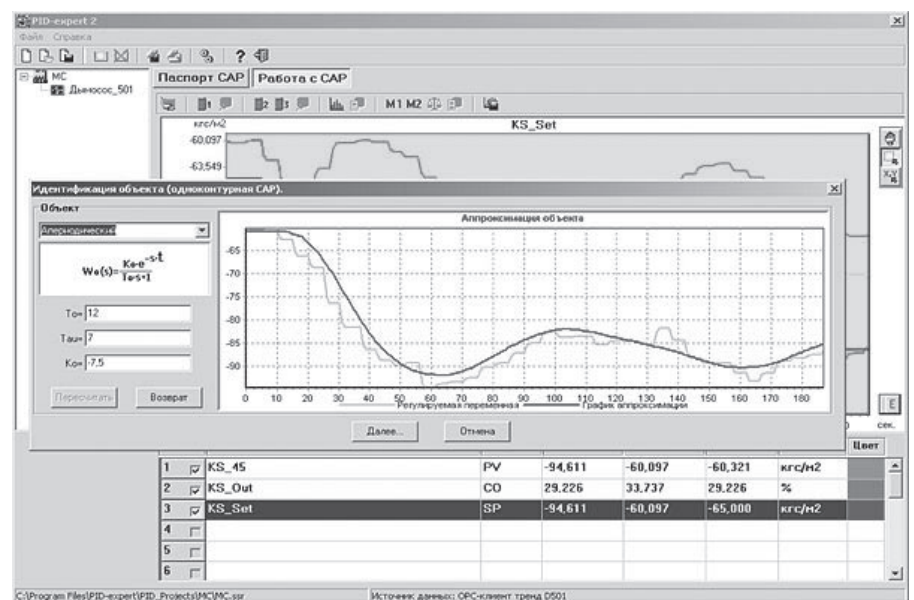 PID-expert 2
Файл Справка
МС
Дымосос_501
Паспорт САР Работа с САР
M1 M2
кгс/м2
KS_Set
-60,097
-63,549
X,Y
Идентификация объекта (одноконтурная САР).
Объект
Апериодический
Wo(s)=Ko·e^-s·t/To·s+1
To= 12
Tau= 7
Ko= -7,5
Пересчитать
Возврат
Аппроксимация объекта
-65
-70
-75
-80
-85
-90
0 10 20 30 40 50 60 70 80 90 100 110 120 130 140 150 160 170 180
Регулируемая переменная
График аппроксимации
Далее...
Отмена
E
сек.
Цвет
1 KS_45 PV -94,611 -60,097 -60,321 кгс/м2
2 KS_Out CO 29,226 33,737 29,226 %
3 KS_Set SP -94,611 -60,097 -65,000 кгс/м2
4
5
6
C:\Program Files\PID-expert\PID_Projects\MC\MC.ssr
Источник данных: OPC-клиент тренд D501